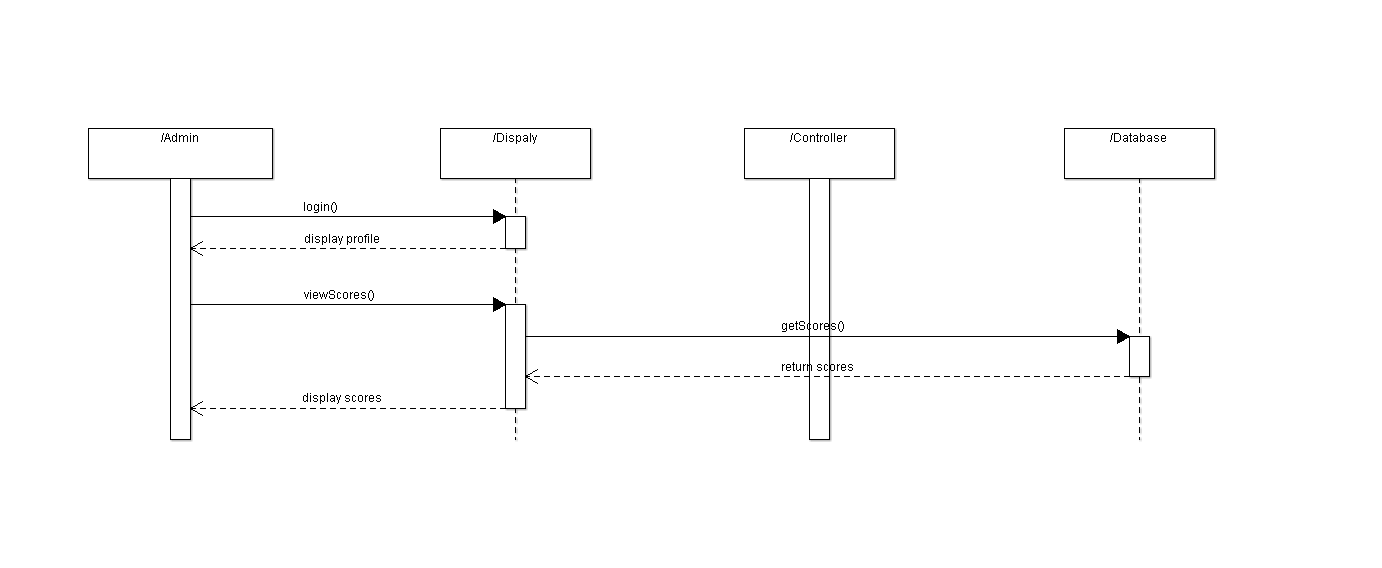 /Admin
/Dispaly
/Controller
/Database
login()
display profile
viewScores()
getScores()
return scores
display scores